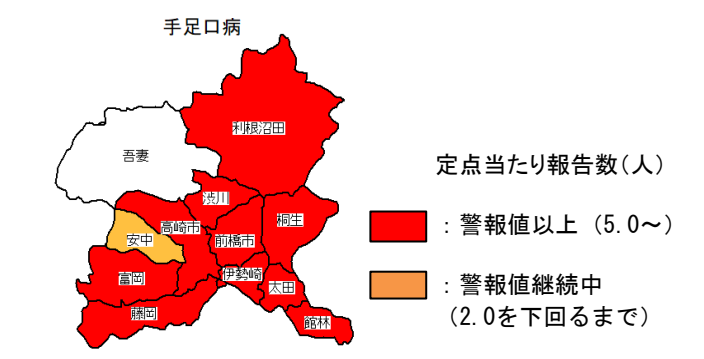 手足口病
利根沼田
吾妻
渋川
桐生
高崎市
安中
前橋市
伊勢崎
富岡
太田
藤岡
館林
定点当たり報告数(人)
：警報値以上 (5.0～)
：警報値継続中
(2.0を下回るまで)